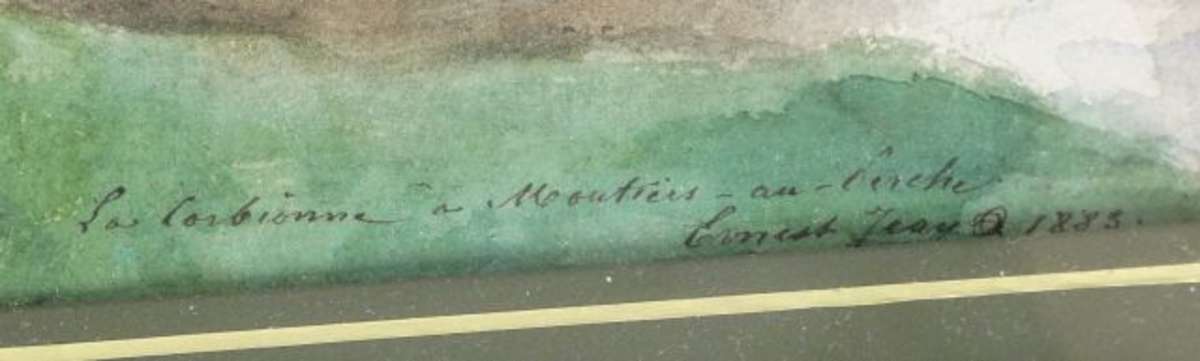 La Corbionne à Moutiers-au-Perche
Ernest Jean 1883.